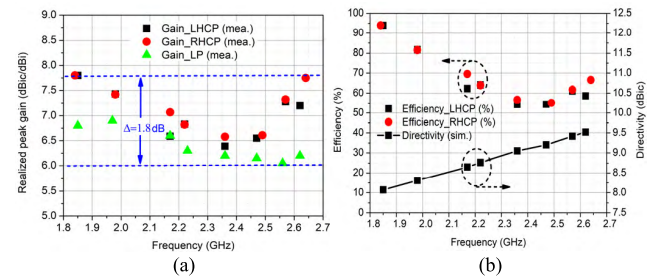 (a)
9.0
8.5
8.0
7.5
7.0
6.5
6.0
5.5
5.0
Realized peak gain (dBic/dBi)
Gain_LHCP (mea.)
Gain_RHCP (mea.)
Gain_LP (mea.)
Δ=1.8dB
1.8 1.9 2.0 2.1 2.2 2.3 2.4 2.5 2.6 2.7
Frequency (GHz)
(a)
100
90
80
70
60
50
40
30
20
10
0
Efficiency (%)
Efficiency_LHCP (%)
Efficiency_RHCP (%)
Directivity (sim.)
12.5
12.0
11.5
11.0
10.5
10.0
9.5
9.0
8.5
8.0
7.5
Directivity (dBic)
1.8 1.9 2.0 2.1 2.2 2.3 2.4 2.5 2.6 2.7
Frequency (GHz)
(b)